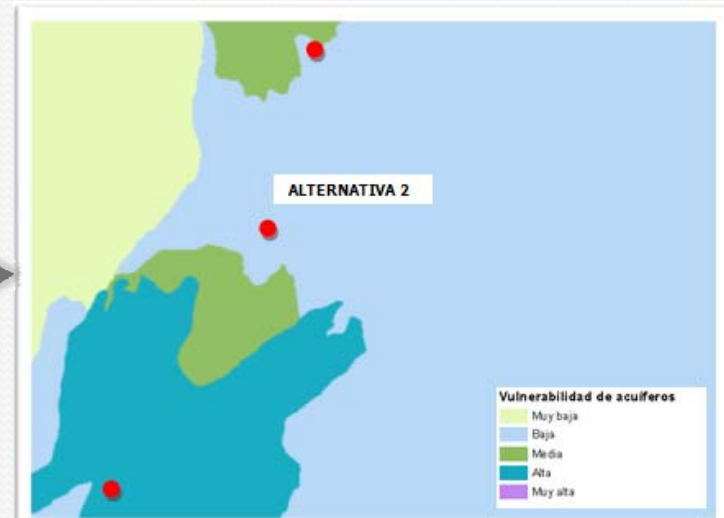 ALTERNATIVA 2
Vulnerabilidad de acuíferos
Muy baja
Baja
Media
Alta
Muy alta